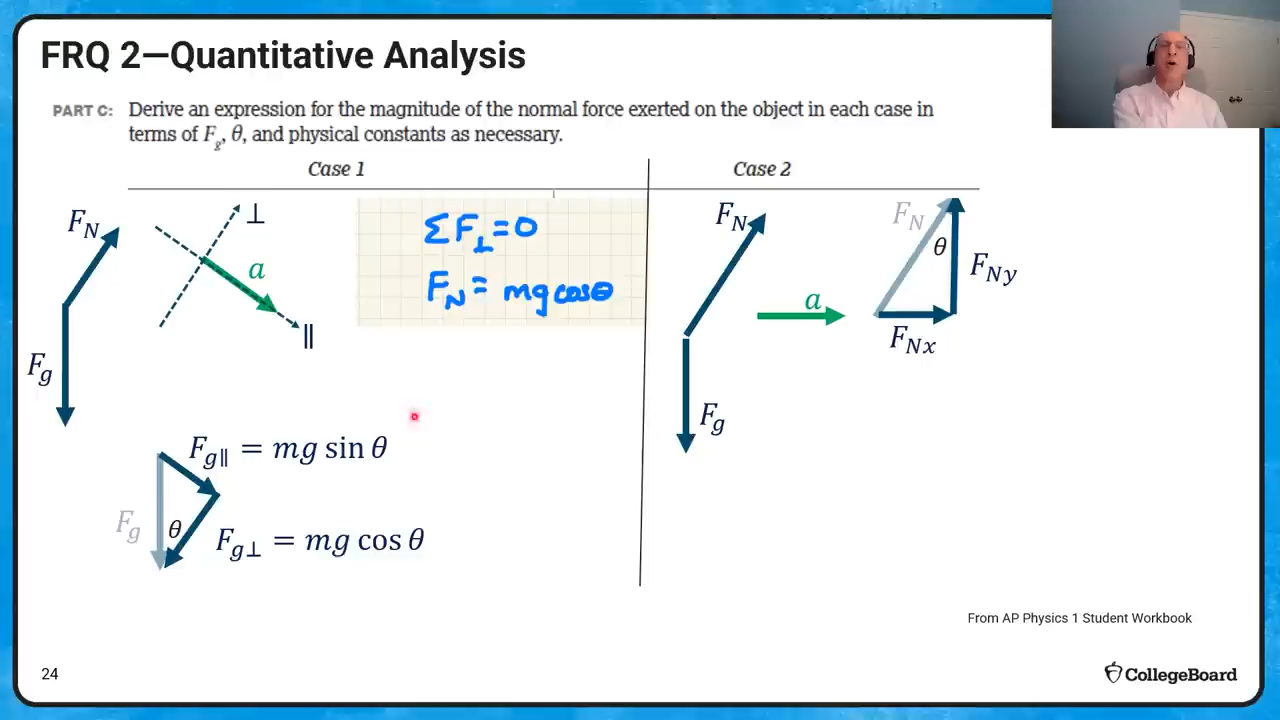 FRQ 2—Quantitative Analysis
PART C: Derive an expression for the magnitude of the normal force exerted on the object in each case in
terms of F_g, θ, and physical constants as necessary.
Case 1
F_N
⊥
a
∥
F_g
ΣF_⊥ = 0
F_N = mg cosθ
F_g∥ = mg sin θ
F_g
θ
F_g⊥ = mg cos θ
Case 2
F_N
a
F_g
F_N
θ
F_Ny
F_Nx
From AP Physics 1 Student Workbook
24
CollegeBoard